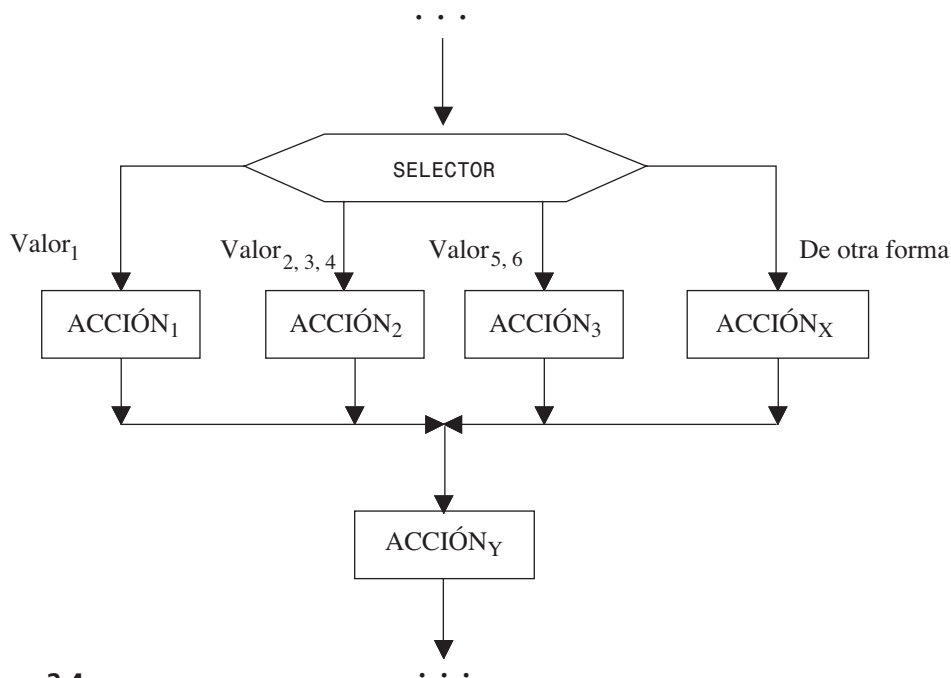 . . .
SELECTOR
Valor1 Valor2, 3, 4 Valor5, 6 De otra forma
ACCIÓN1 ACCIÓN2 ACCIÓN3 ACCIÓNX
ACCIÓNY
. . .